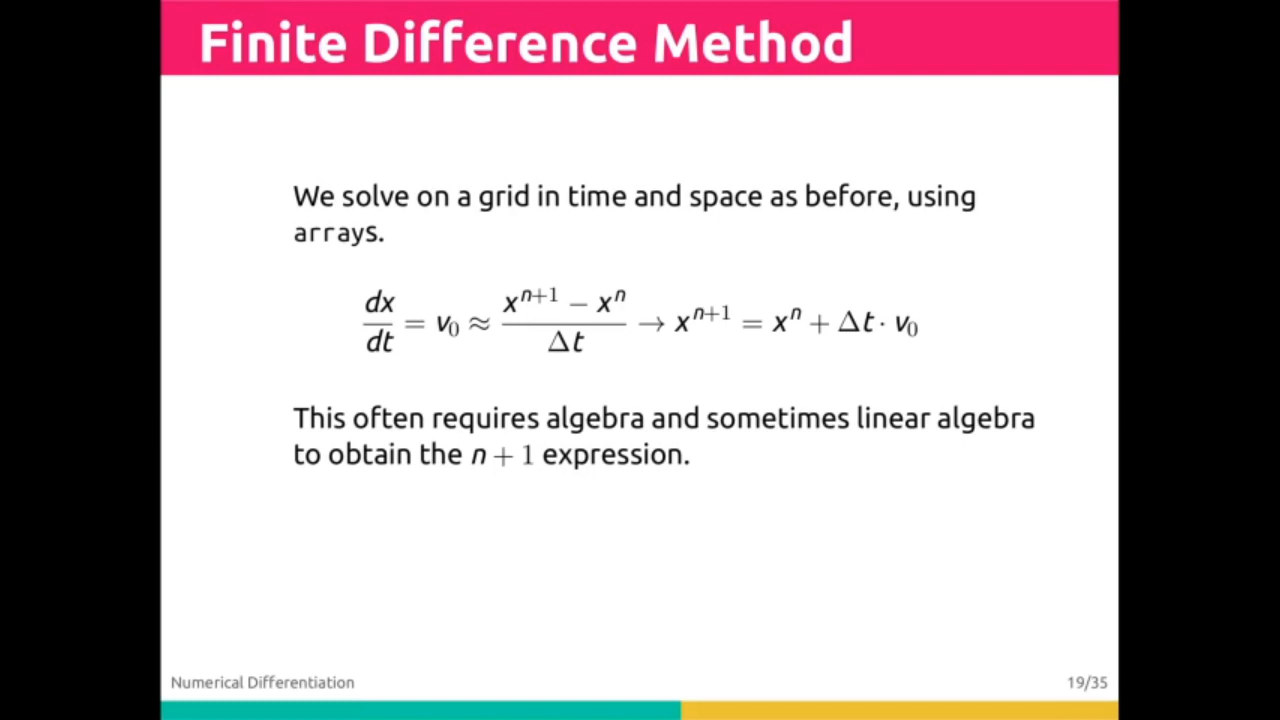 Finite Difference Method
We solve on a grid in time and space as before, using
arrays.
dx/dt = v₀ ≈ (xⁿ⁺¹ − xⁿ)/Δt → xⁿ⁺¹ = xⁿ + Δt · v₀
This often requires algebra and sometimes linear algebra
to obtain the n + 1 expression.
Numerical Differentiation
19/35